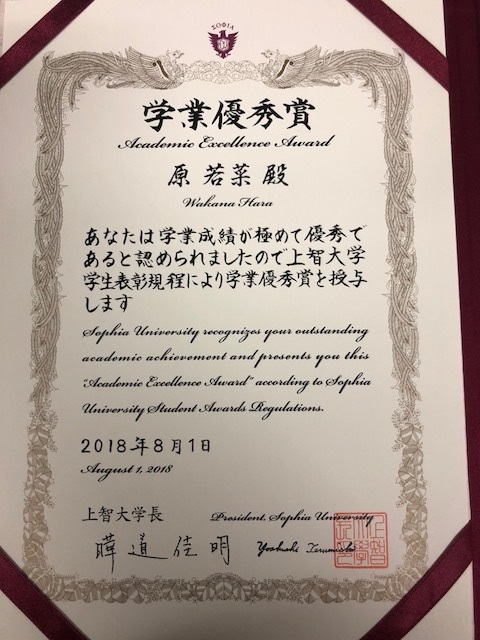 ΣΟΦΙΑ
学業優秀賞
Academic Excellence Award
原 若菜 殿
Wakana Hara
あなたは学業成績が極めて優秀で
あると認められましたので上智大学
学生表彰規程により学業優秀賞を授与
します
Sophia University recognizes your outstanding
academic achievement and presents you this
"Academic Excellence Award" according to Sophia
University Student Awards Regulations.
2018年8月1日
August 1, 2018
上智大学長 President, Sophia University
曄道佳明 Yoshiaki Terumichi